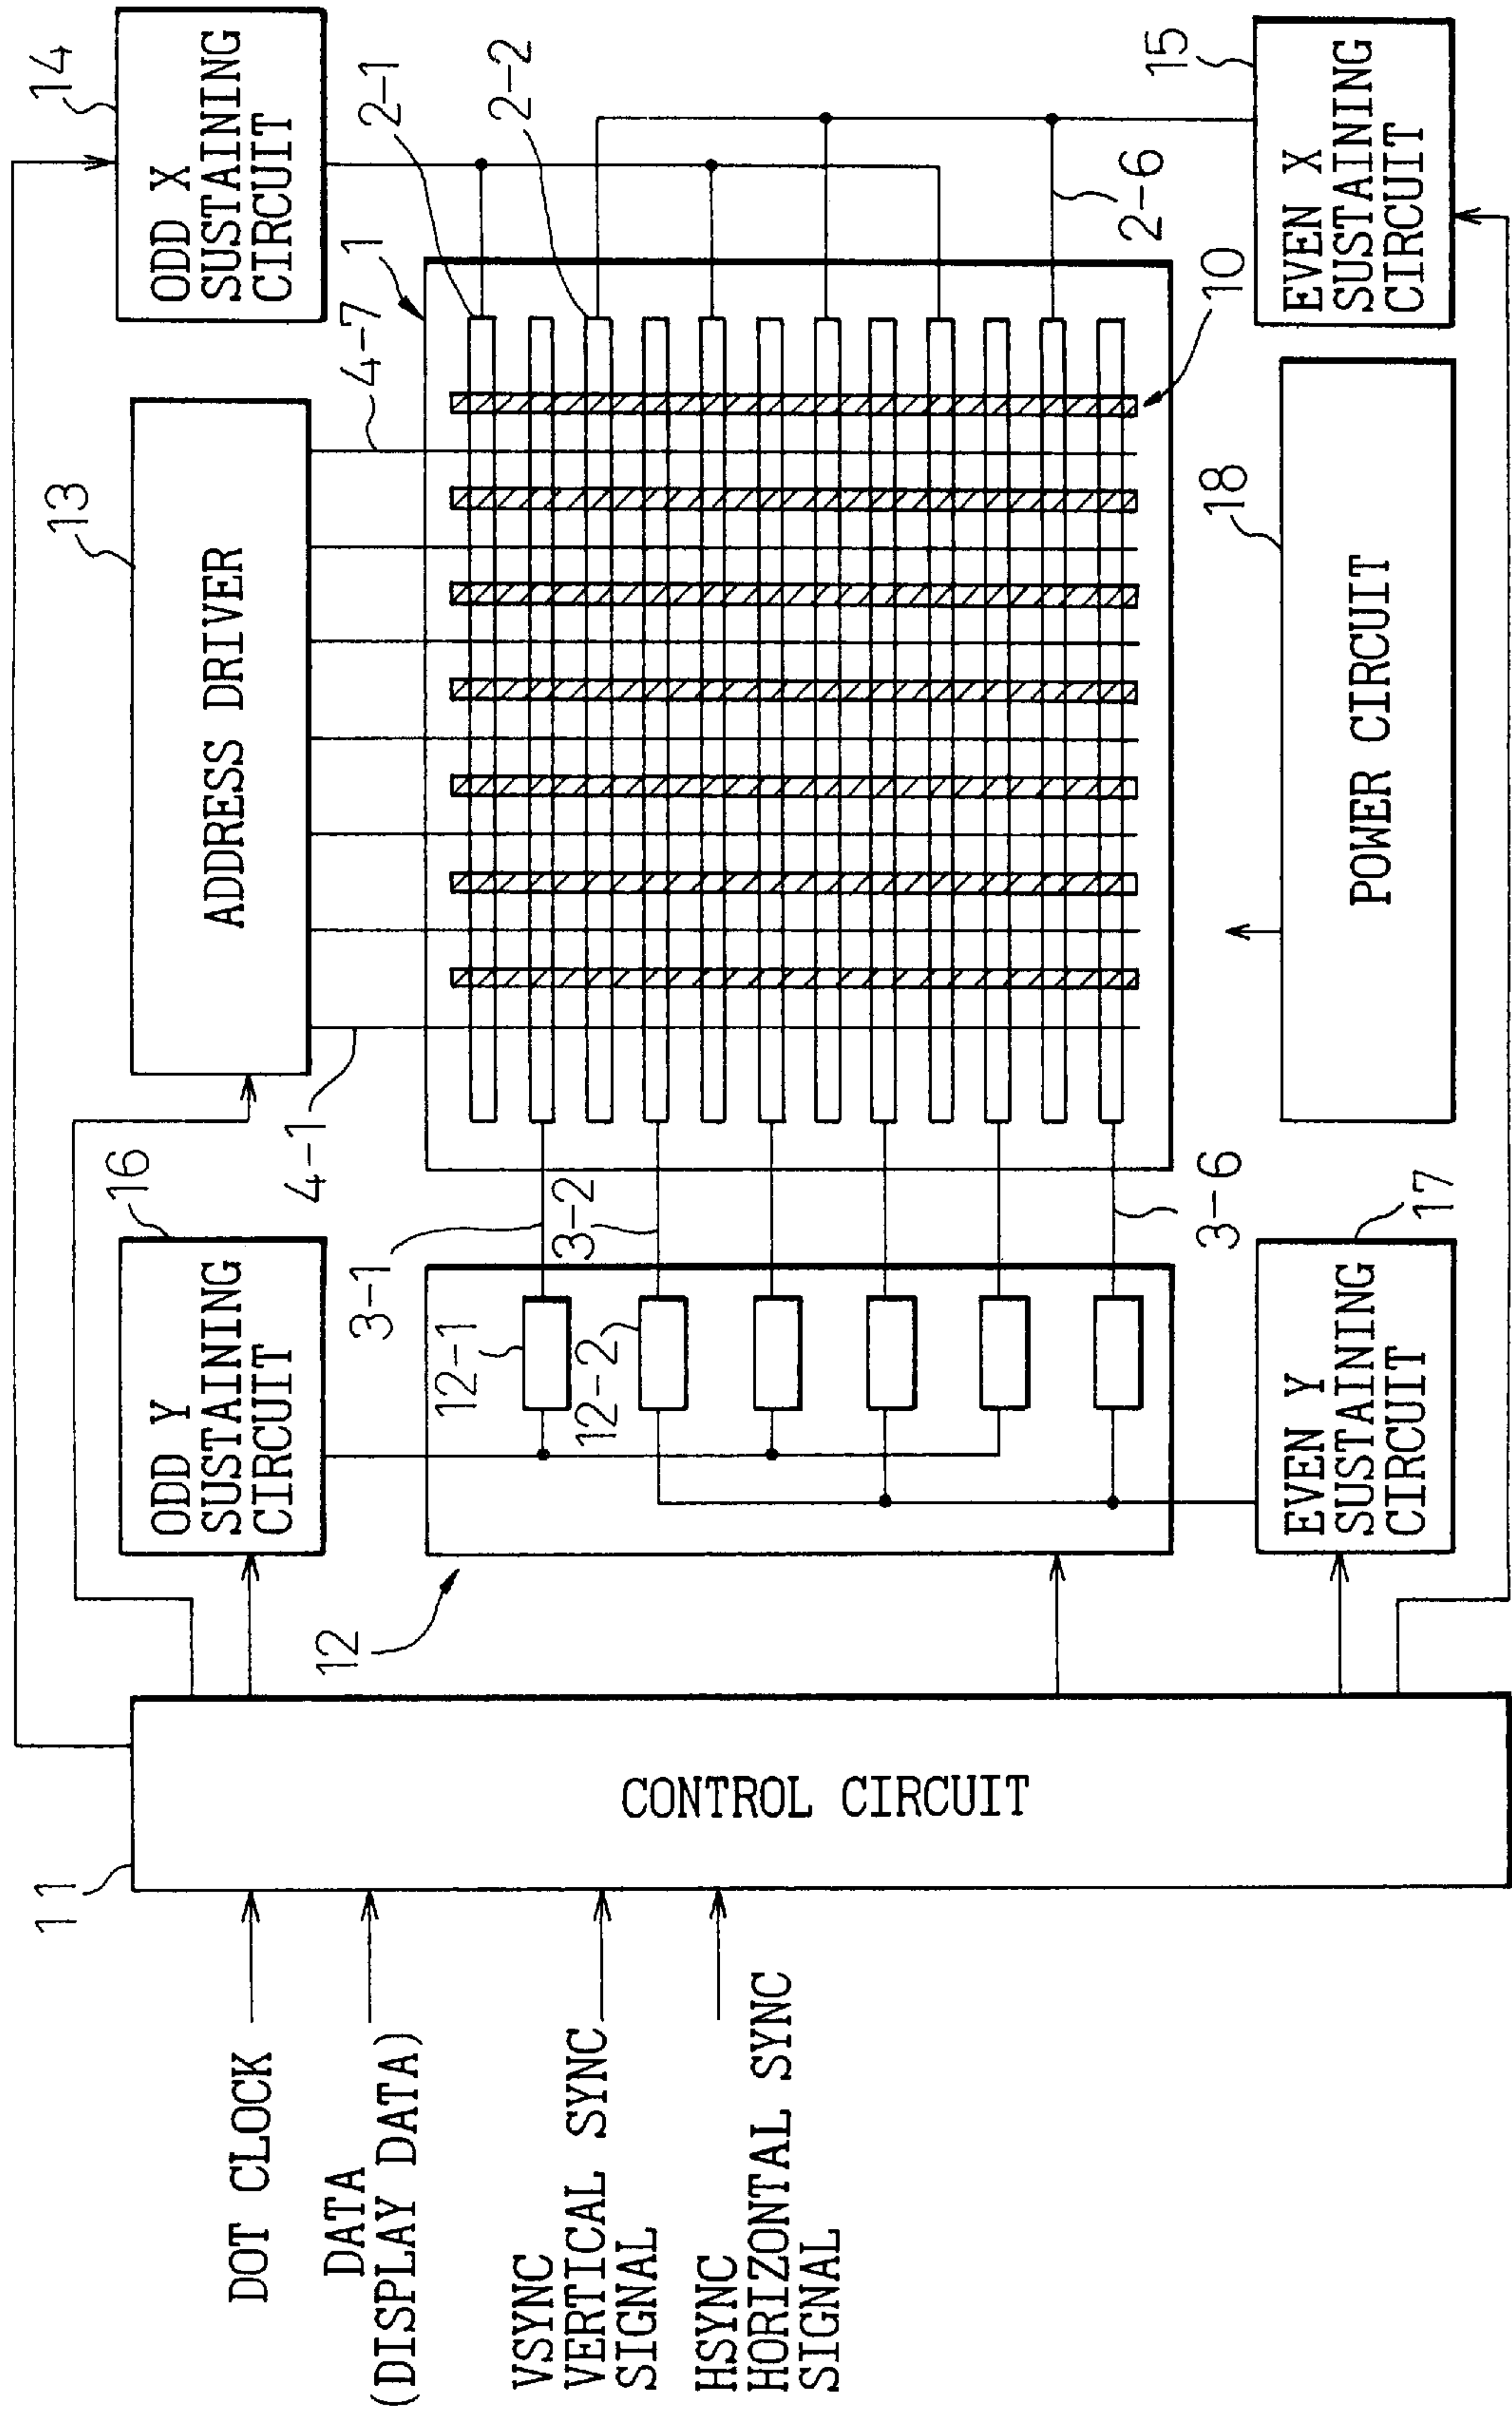 14
ODD X
SUSTAINING
CIRCUIT
2-1
2-2
15
EVEN X
SUSTAINING
CIRCUIT
2-6
1
4-7
10
13
ADDRESS DRIVER
18
POWER CIRCUIT
4-1
16
ODD Y
SUSTAINING
CIRCUIT
3-1
3-2
3-6
17
EVEN Y
SUSTAINING
CIRCUIT
12-1
12-2
12
11
CONTROL CIRCUIT
DOT CLOCK
DATA
(DISPLAY DATA)
VSYNC
VERTICAL SYNC
SIGNAL
HSYNC
HORIZONTAL SYNC
SIGNAL